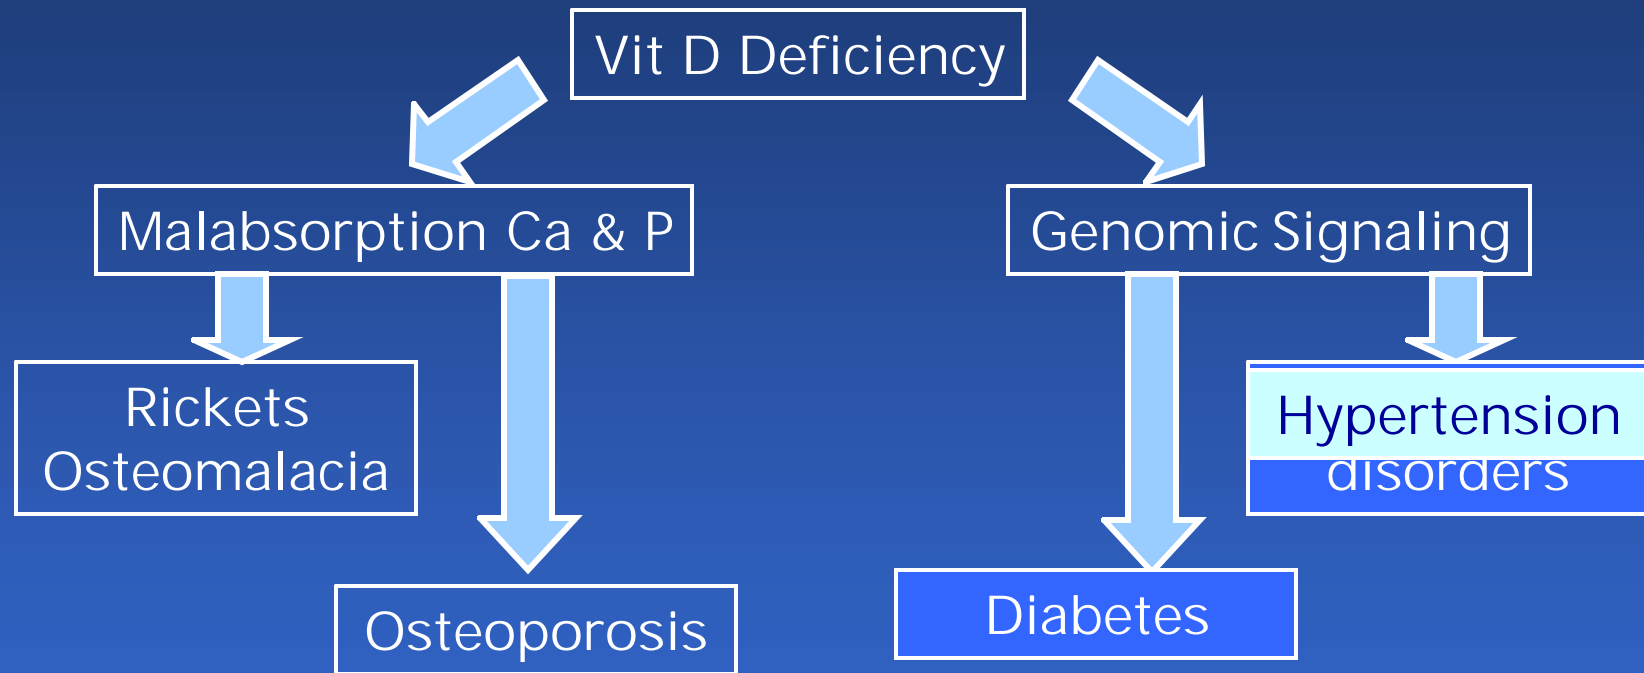 Vit D Deficiency
Malabsorption Ca & P
Genomic Signaling
Rickets
Osteomalacia
Hypertension
disorders
Osteoporosis
Diabetes